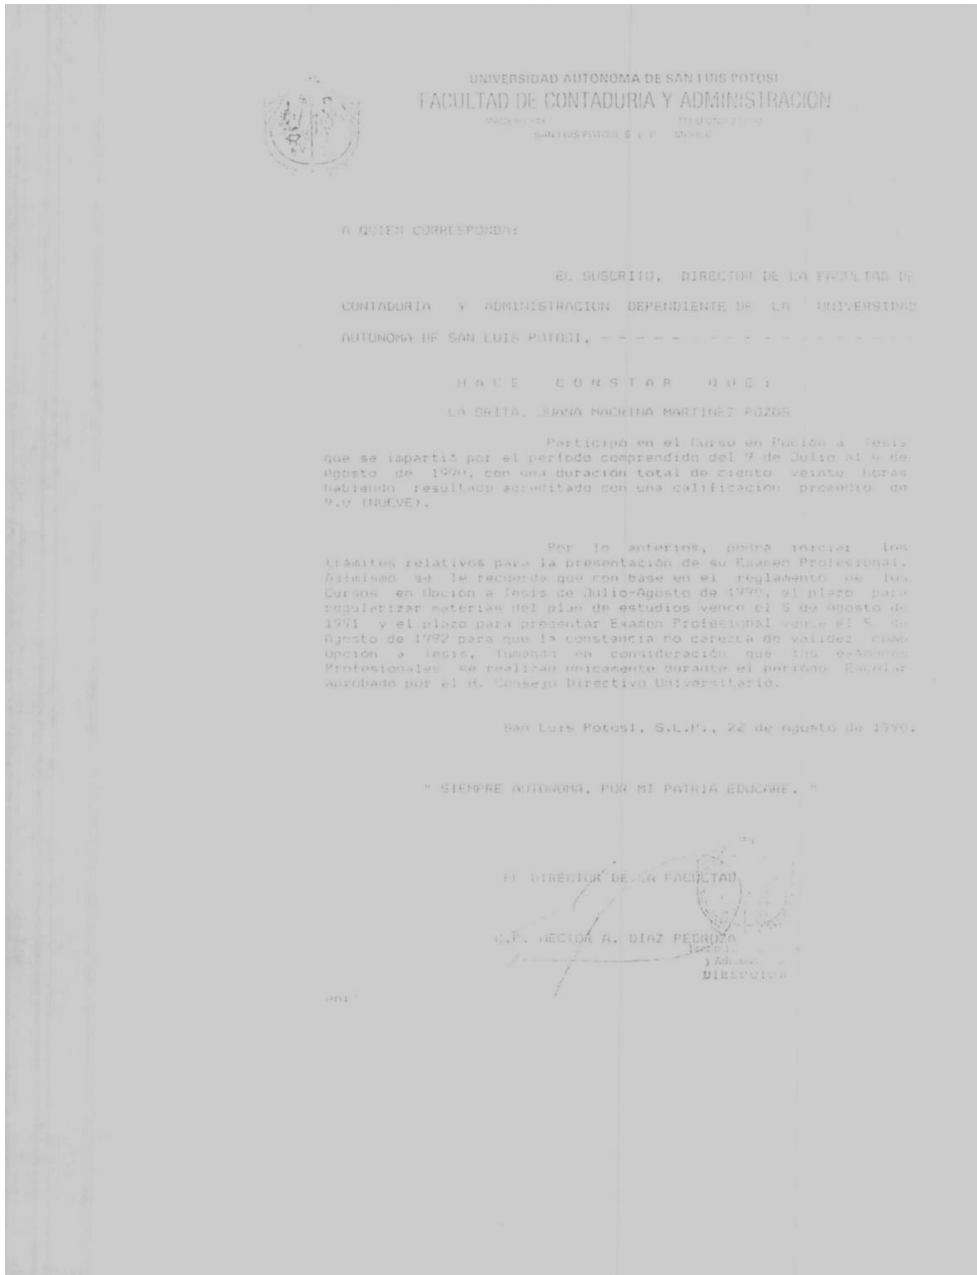 UNIVERSIDAD AUTONOMA DE SAN LUIS POTOSI
FACULTAD DE CONTADURIA Y ADMINISTRACION
SAN LUIS POTOSI, S. L. P. MEXICO
A QUIEN CORRESPONDA:
EL SUSCRITO, DIRECTOR DE LA FACULTAD DE
CONTADURIA Y ADMINISTRACION DEPENDIENTE DE LA UNIVERSIDAD
AUTONOMA DE SAN LUIS POTOSI, - - - - - - - - - - - - - - - - - -
H A C E C O N S T A R Q U E :
LA SRITA. JUANA MACRINA MARTINEZ POZOS
Participó en el Curso en Opción a Tesis
que se impartió por el período comprendido del 9 de Julio al de
Agosto de 1990, con una duración total de ciento veinte horas
habiendo resultado acreditado con una calificación promedio de
9.0 (NUEVE).
Por lo anterior, podrá iniciar los
trámites relativos para la presentación de su Examen Profesional.
Asimismo se le recuerda que con base en el reglamento de los
Cursos en Opción a Tesis de Julio-Agosto de 1990, el plazo para
regularizar materias del plan de estudios vence el 5 de Agosto de
1991 y el plazo para presentar Examen Profesional vence el 5 de
Agosto de 1992 para que la constancia no carezca de validez como
Opción a Tesis, Tomando en consideración que los exámenes
Profesionales se realizan unicamente durante el período Escolar
aprobado por el H. Consejo Directivo Universitario.
San Luis Potosí, S.L.P., 22 de Agosto de 1990.
" SIEMPRE AUTONOMA, POR MI PATRIA EDUCARE. "
EL DIRECTOR DE LA FACULTAD
C.P. HECTOR A. DIAZ PEDROZA
DIRECCION